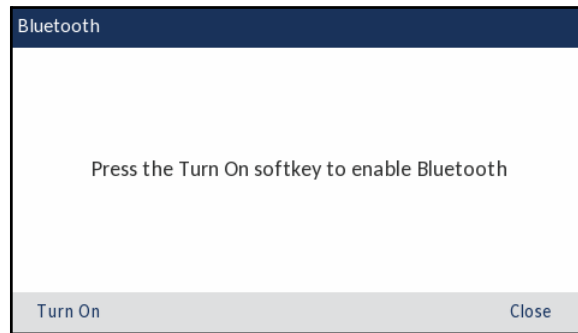 Bluetooth
Press the Turn On softkey to enable Bluetooth
Turn On Close